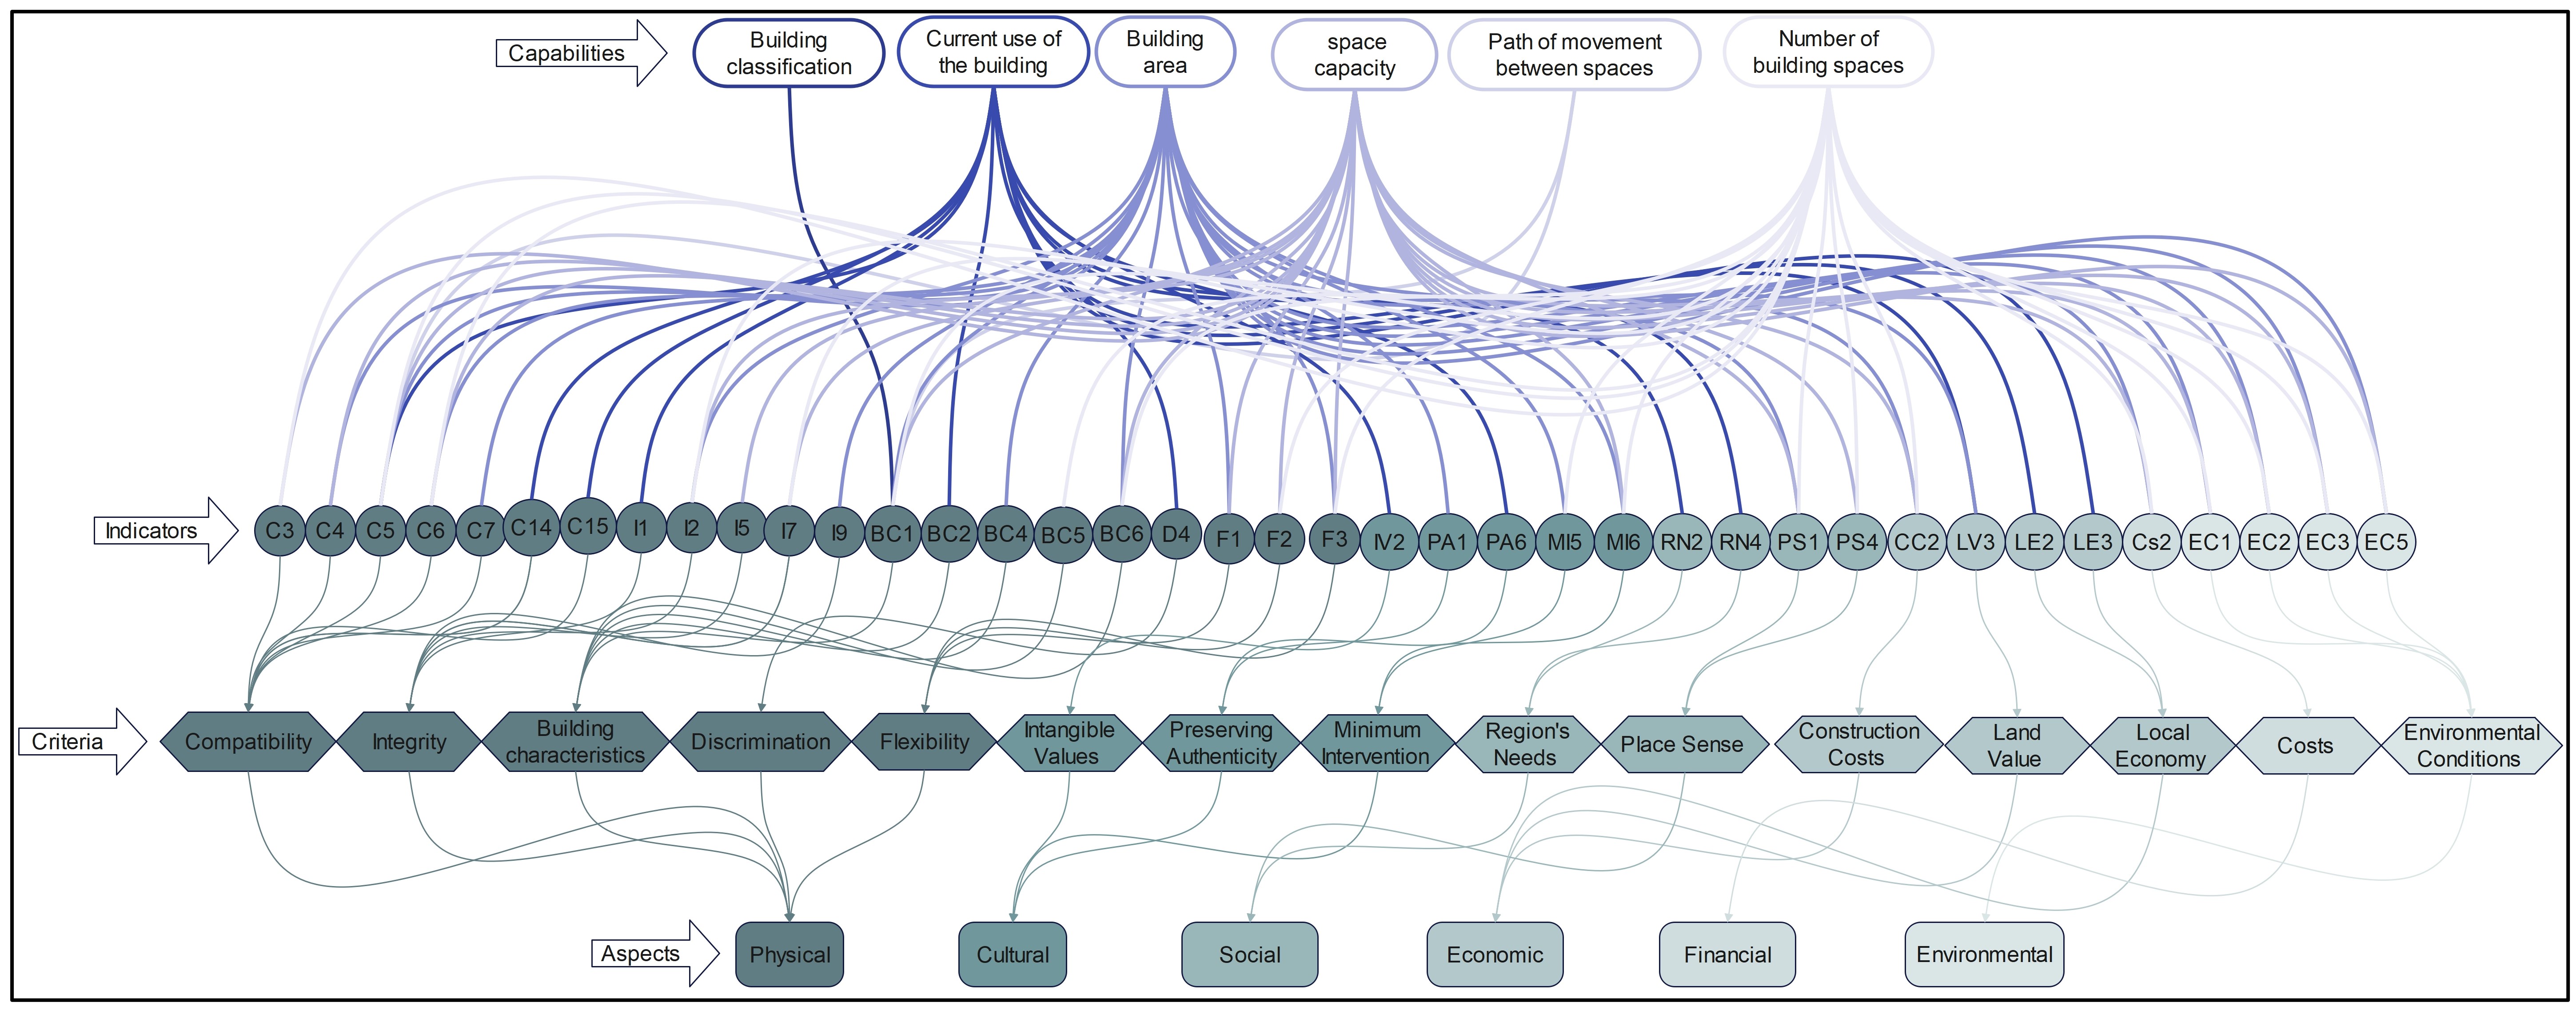 Capabilities
Building
classification
Current use of
the building
Building
area
space
capacity
Path of movement
between spaces
Number of
building spaces
Indicators
C3
C4
C5
C6
C7
C14
C15
I1
I2
I5
I7
I9
BC1
BC2
BC4
BC5
BC6
D4
F1
F2
F3
IV2
PA1
PA6
MI5
MI6
RN2
RN4
PS1
PS4
CC2
LV3
LE2
LE3
Cs2
EC1
EC2
EC3
EC5
Criteria
Compatibility
Integrity
Building
characteristics
Discrimination
Flexibility
Intangible
Values
Preserving
Authenticity
Minimum
Intervention
Region's
Needs
Place Sense
Construction
Costs
Land
Value
Local
Economy
Costs
Environmental
Conditions
Aspects
Physical
Cultural
Social
Economic
Financial
Environmental